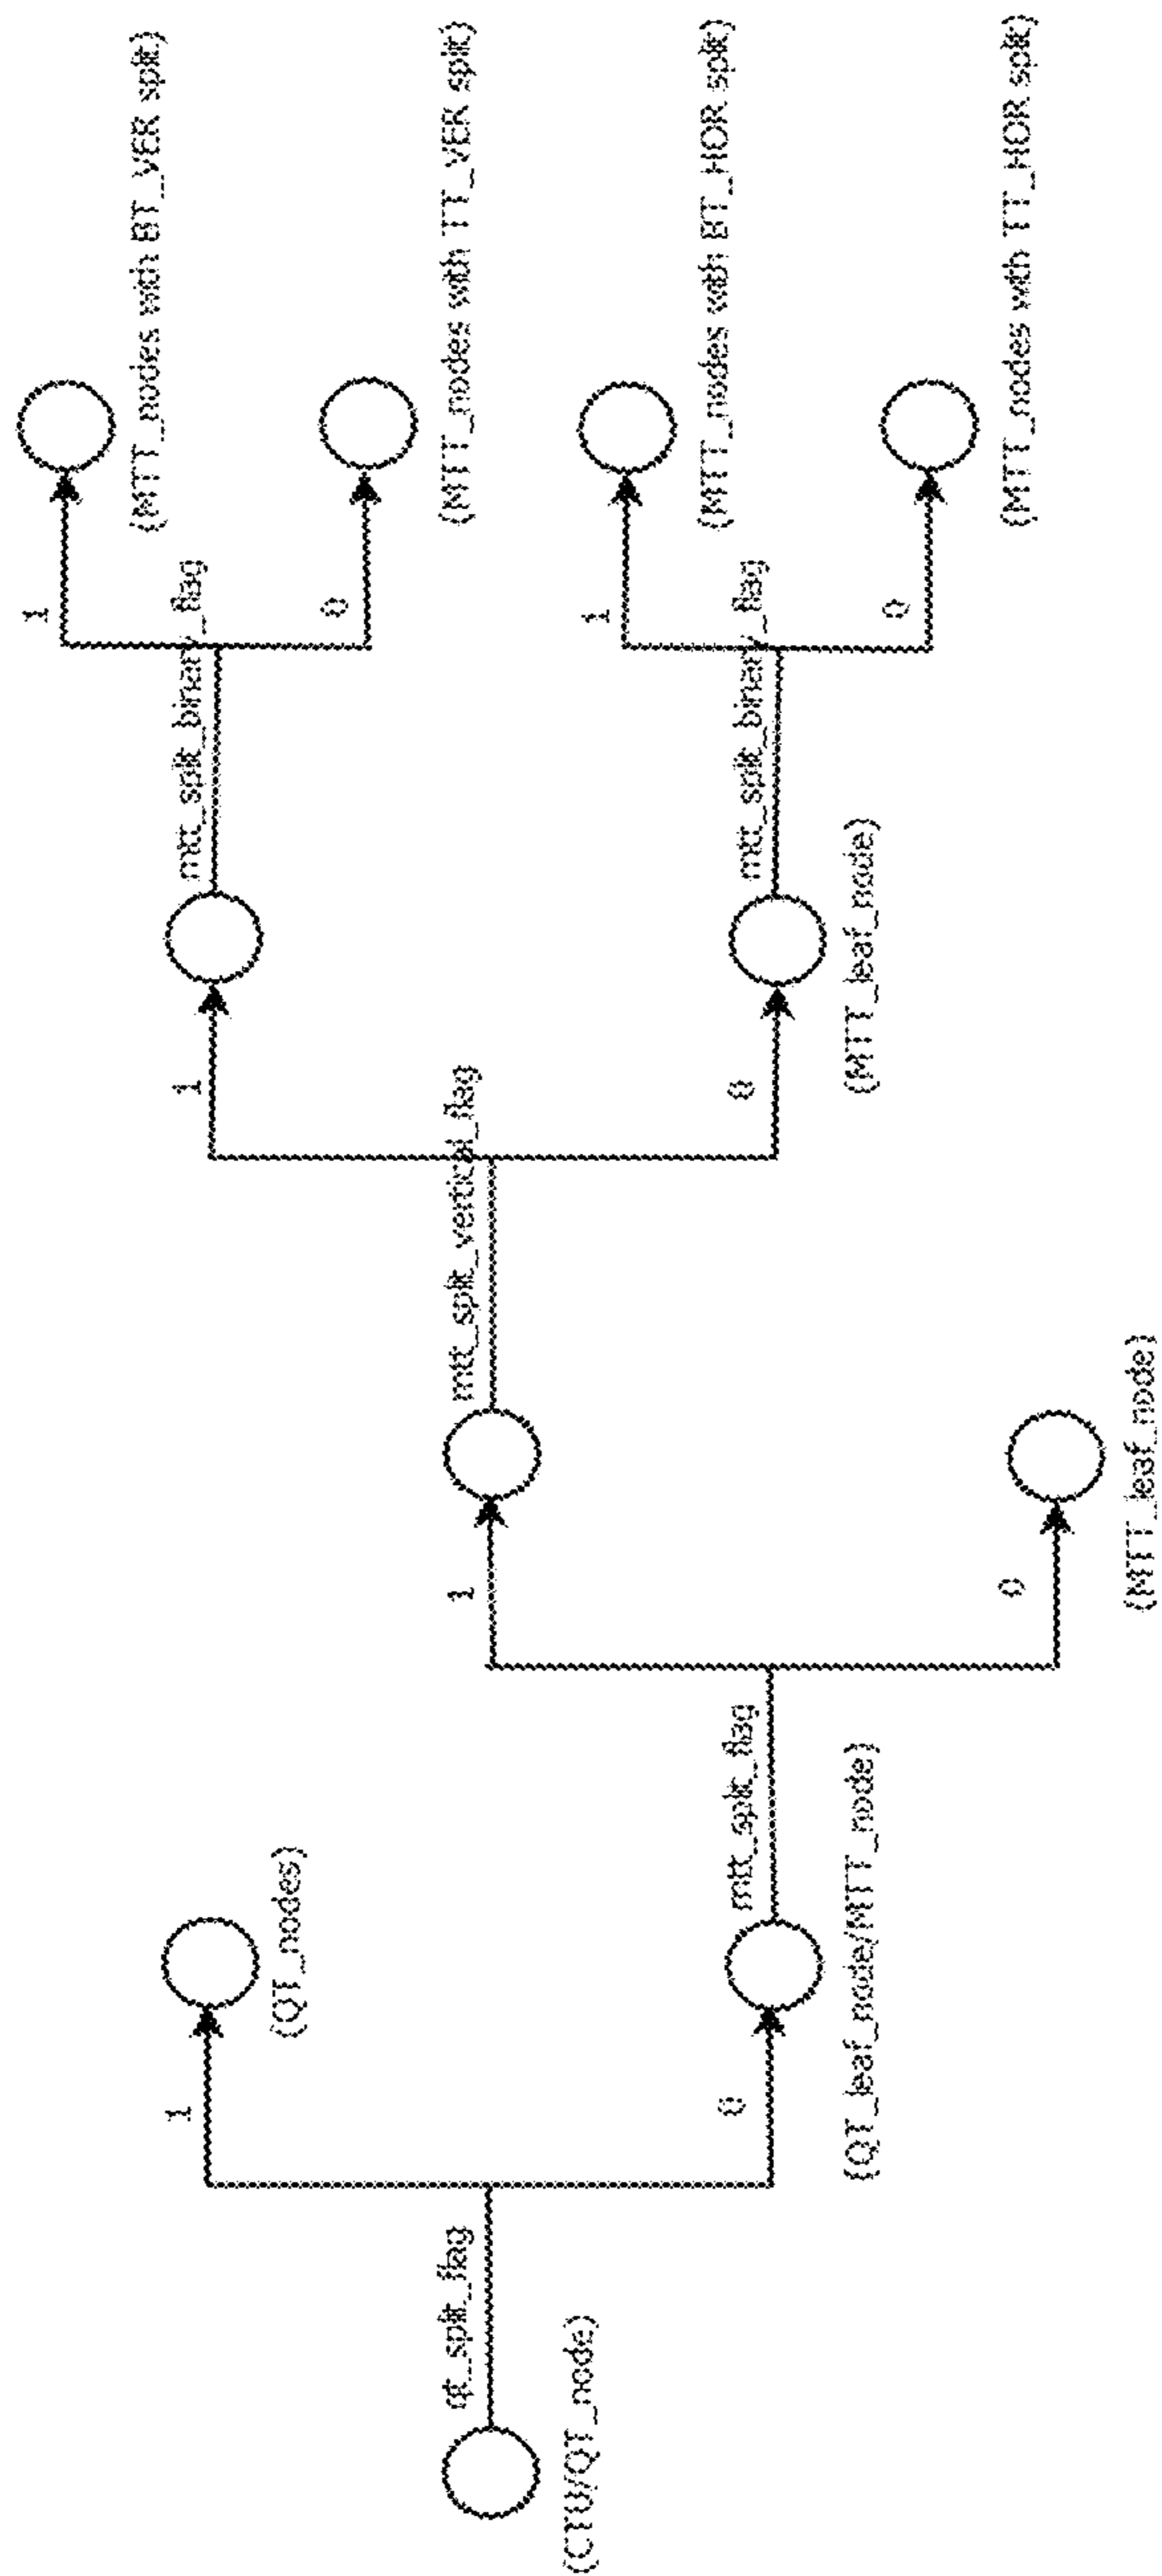 (CTU/QT_node)
qt_split_flag
1
(QT_nodes)
0
(QT_leaf_node/MTT_node)
mtt_split_flag
1
0
(MTT_leaf_node)
mtt_split_vertical_flag
1
0
(MTT_leaf_node)
mtt_split_binary_flag
1
(MTT_nodes with BT_VER split)
0
(MTT_nodes with TT_VER split)
mtt_split_binary_flag
1
(MTT_nodes with BT_HOR split)
0
(MTT_nodes with TT_HOR split)